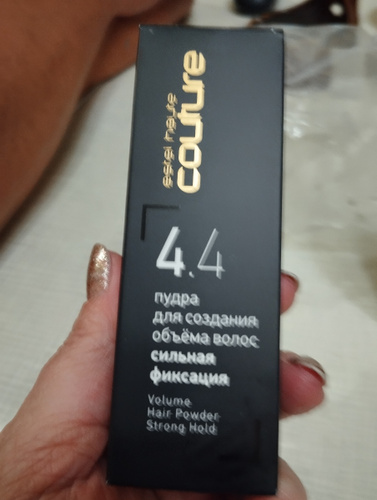 estel haute
couture
4.4
пудра
для создания
объёма волос
сильная
фиксация
Volume
Hair Powder
Strong Hold